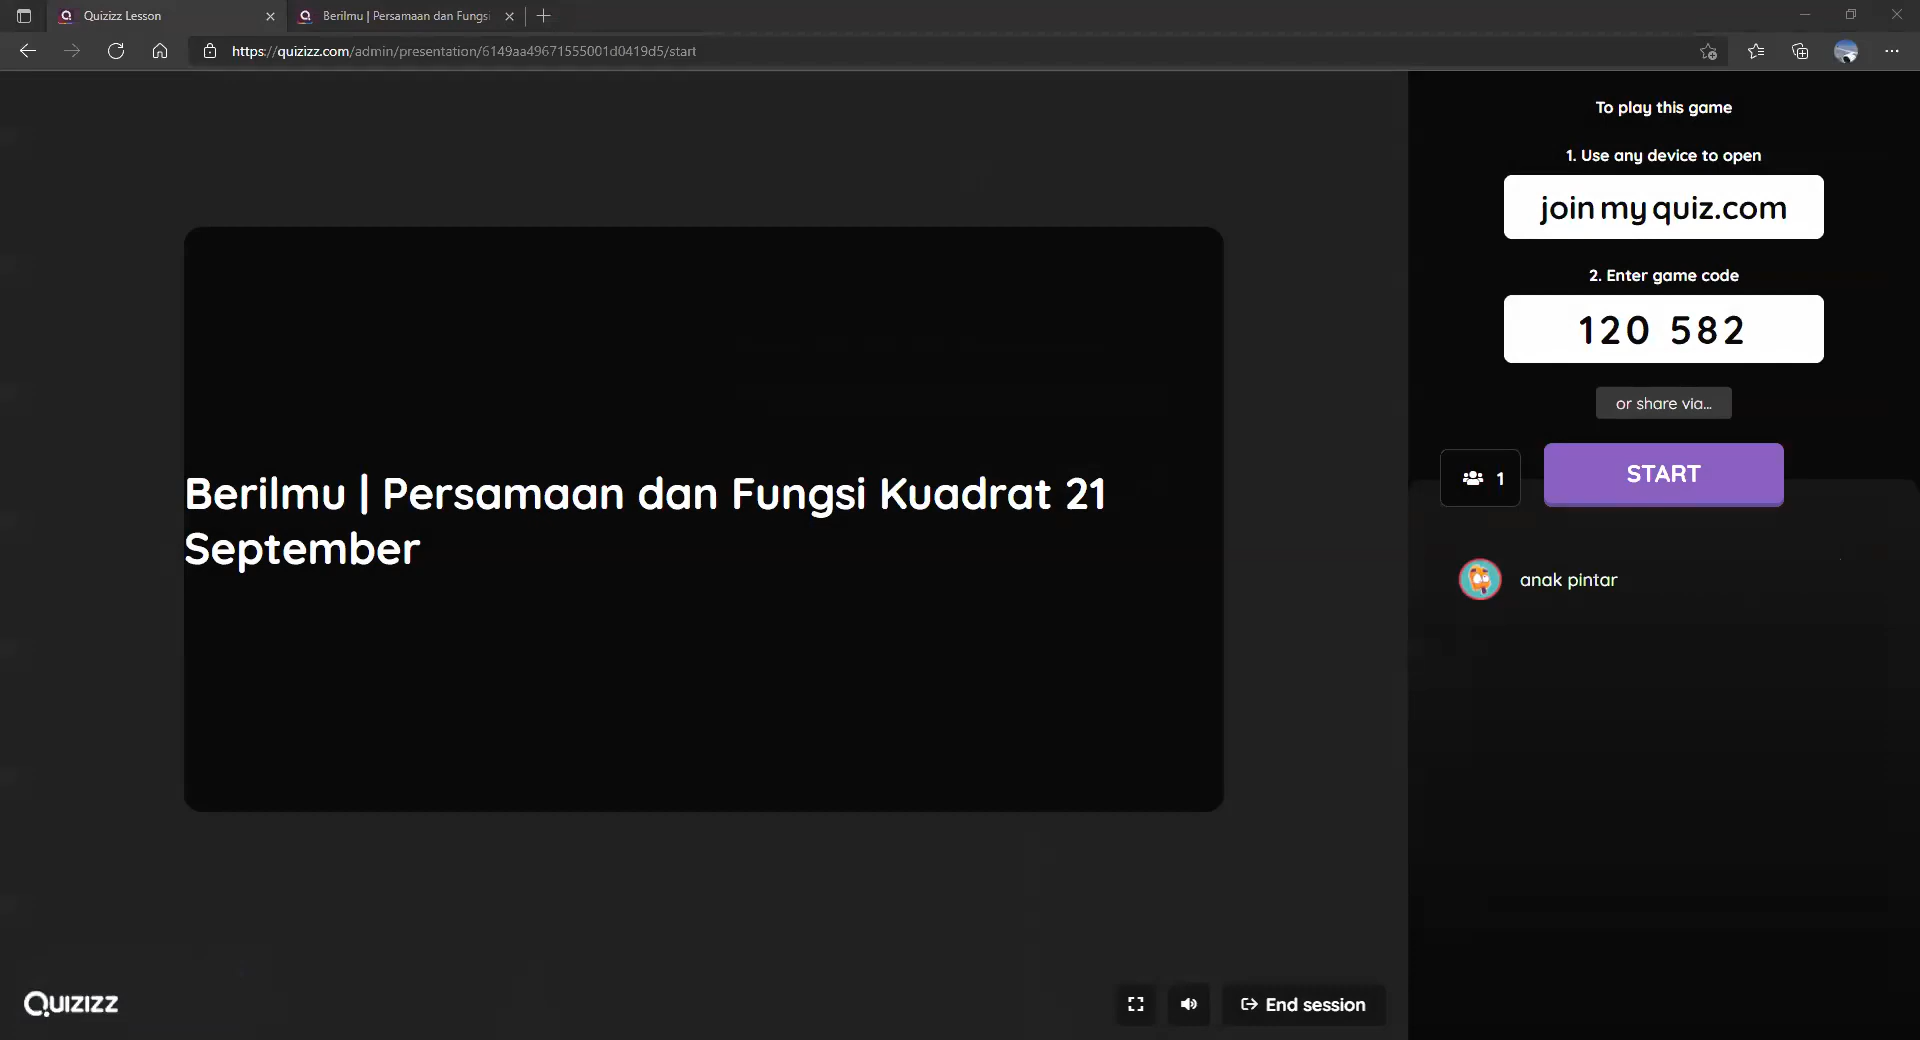 Quizizz Lesson
Berilmu | Persamaan dan Fungsi
https://quizizz.com/admin/presentation/6149aa49671555001d0419d5/start
To play this game
1. Use any device to open
joinmyquiz.com
2. Enter game code
120 582
or share via...
1
START
Berilmu | Persamaan dan Fungsi Kuadrat 21
September
anak pintar
Quizizz
End session